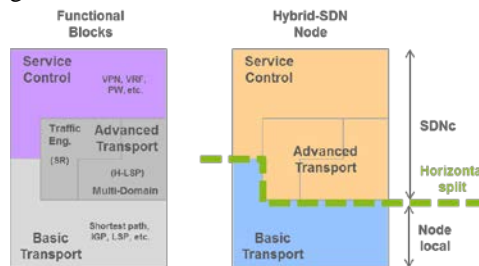 Functional
Blocks
Service
Control
VPN, VRF,
PW, etc.
Traffic
Eng.
(SR)
Advanced
Transport
(H-LSP)
Multi-Domain
Shortest path,
IGP, LSP, etc.
Basic
Transport
Hybrid-SDN
Node
Service
Control
Advanced
Transport
Basic
Transport
SDNc
Horizonta
split
Node
local